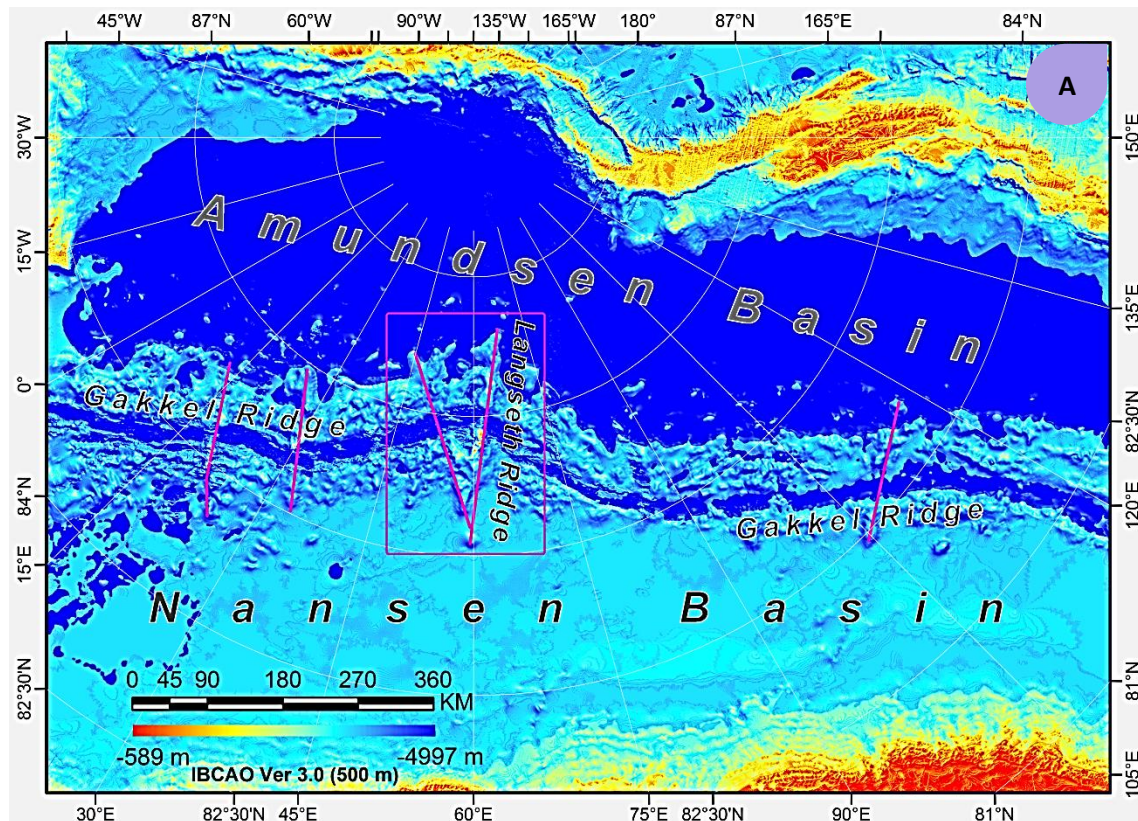 45°W 87°N 60°W 90°W 135°W 165°W 180° 87°N 165°E 84°N
A
30°W
150°E
15°W
Amundsen Basin
135°E
Langseth Ridge
0°
Gakkel Ridge
82°30N
84°N
120°E
Gakkel Ridge
15°E
Nansen Basin
82°30N
81°N
0 45 90 180 270 360
KM
-589 m -4997 m
IBCAO Ver 3.0 (500 m)
105°E
30°E 82°30N 45°E 60°E 75°E 82°30N 90°E 81°N